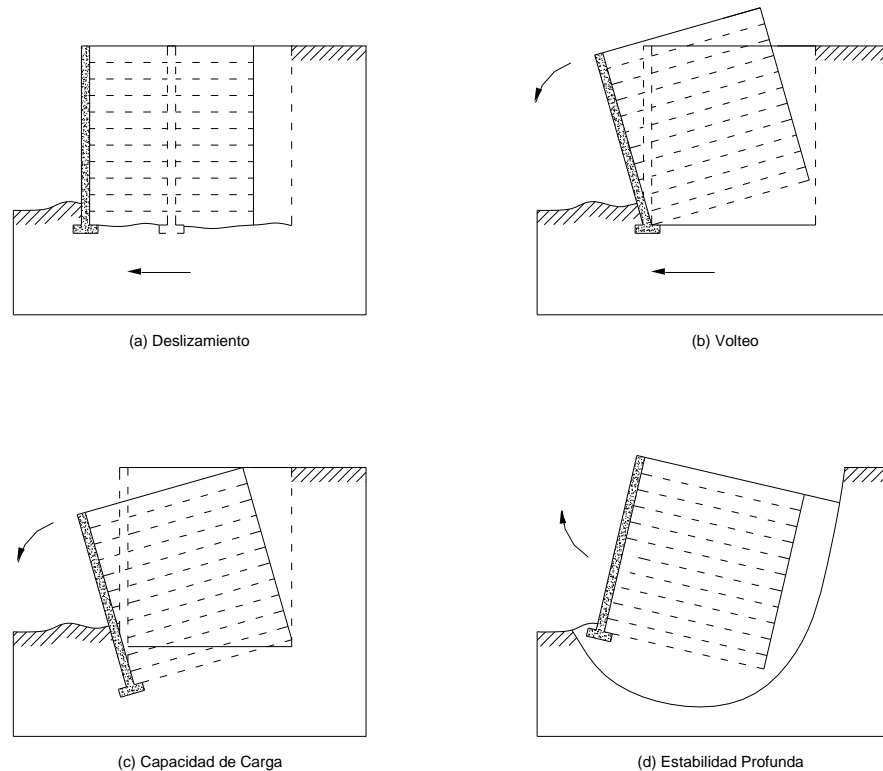 (a) Deslizamiento
(b) Volteo
(c) Capacidad de Carga
(d) Estabilidad Profunda